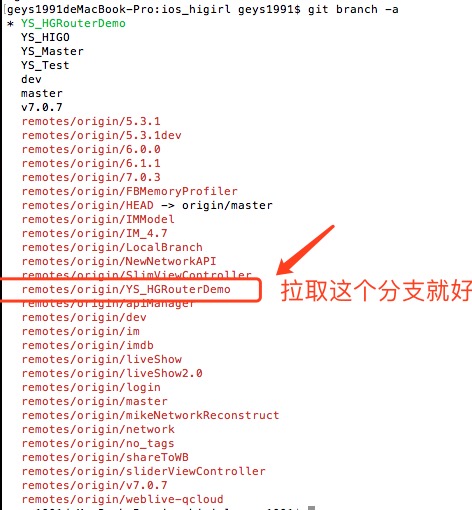 geys1991deMacBook-Pro:ios_higirl geys1991$ git branch -a
* YS_HGRouterDemo
YS_HIGO
YS_Master
YS_Test
dev
master
v7.0.7
remotes/origin/5.3.1
remotes/origin/5.3.1dev
remotes/origin/6.0.0
remotes/origin/6.1.1
remotes/origin/7.0.3
remotes/origin/FBMemoryProfiler
remotes/origin/HEAD -> origin/master
remotes/origin/IMModel
remotes/origin/IM_4.7
remotes/origin/LocalBranch
remotes/origin/NewNetworkAPI
remotes/origin/SlimViewController
remotes/origin/YS_HGRouterDemo
拉取这个分支就好
remotes/origin/apiManager
remotes/origin/dev
remotes/origin/im
remotes/origin/imdb
remotes/origin/liveShow
remotes/origin/liveShow2.0
remotes/origin/login
remotes/origin/master
remotes/origin/mikeNetworkReconstruct
remotes/origin/network
remotes/origin/no_tags
remotes/origin/shareToWB
remotes/origin/sliderViewController
remotes/origin/v7.0.7
remotes/origin/weblive-qcloud